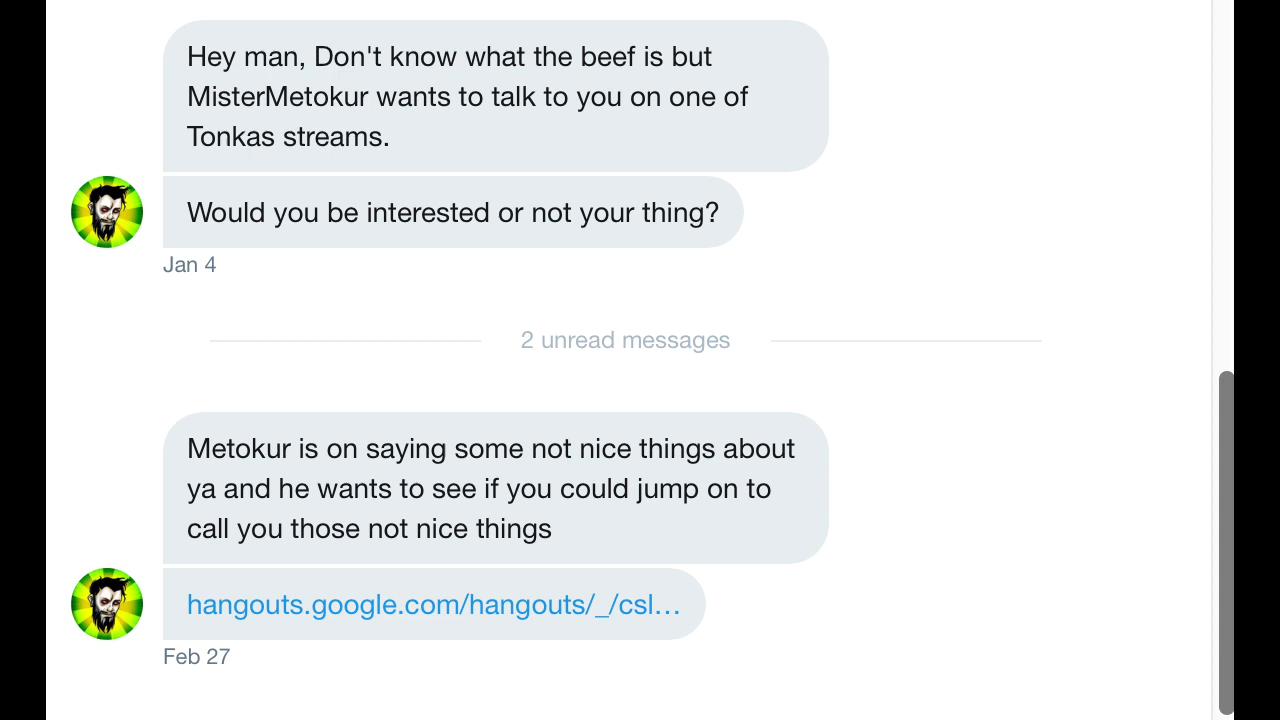 Hey man, Don't know what the beef is but
MisterMetokur wants to talk to you on one of
Tonkas streams.
Would you be interested or not your thing?
Jan 4
2 unread messages
Metokur is on saying some not nice things about
ya and he wants to see if you could jump on to
call you those not nice things
hangouts.google.com/hangouts/_/csl...
Feb 27